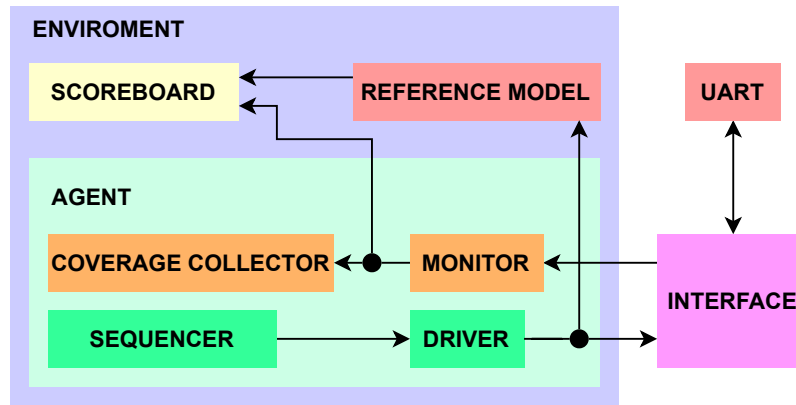 ENVIROMENT
SCOREBOARD
REFERENCE MODEL
UART
AGENT
COVERAGE COLLECTOR
MONITOR
INTERFACE
SEQUENCER
DRIVER